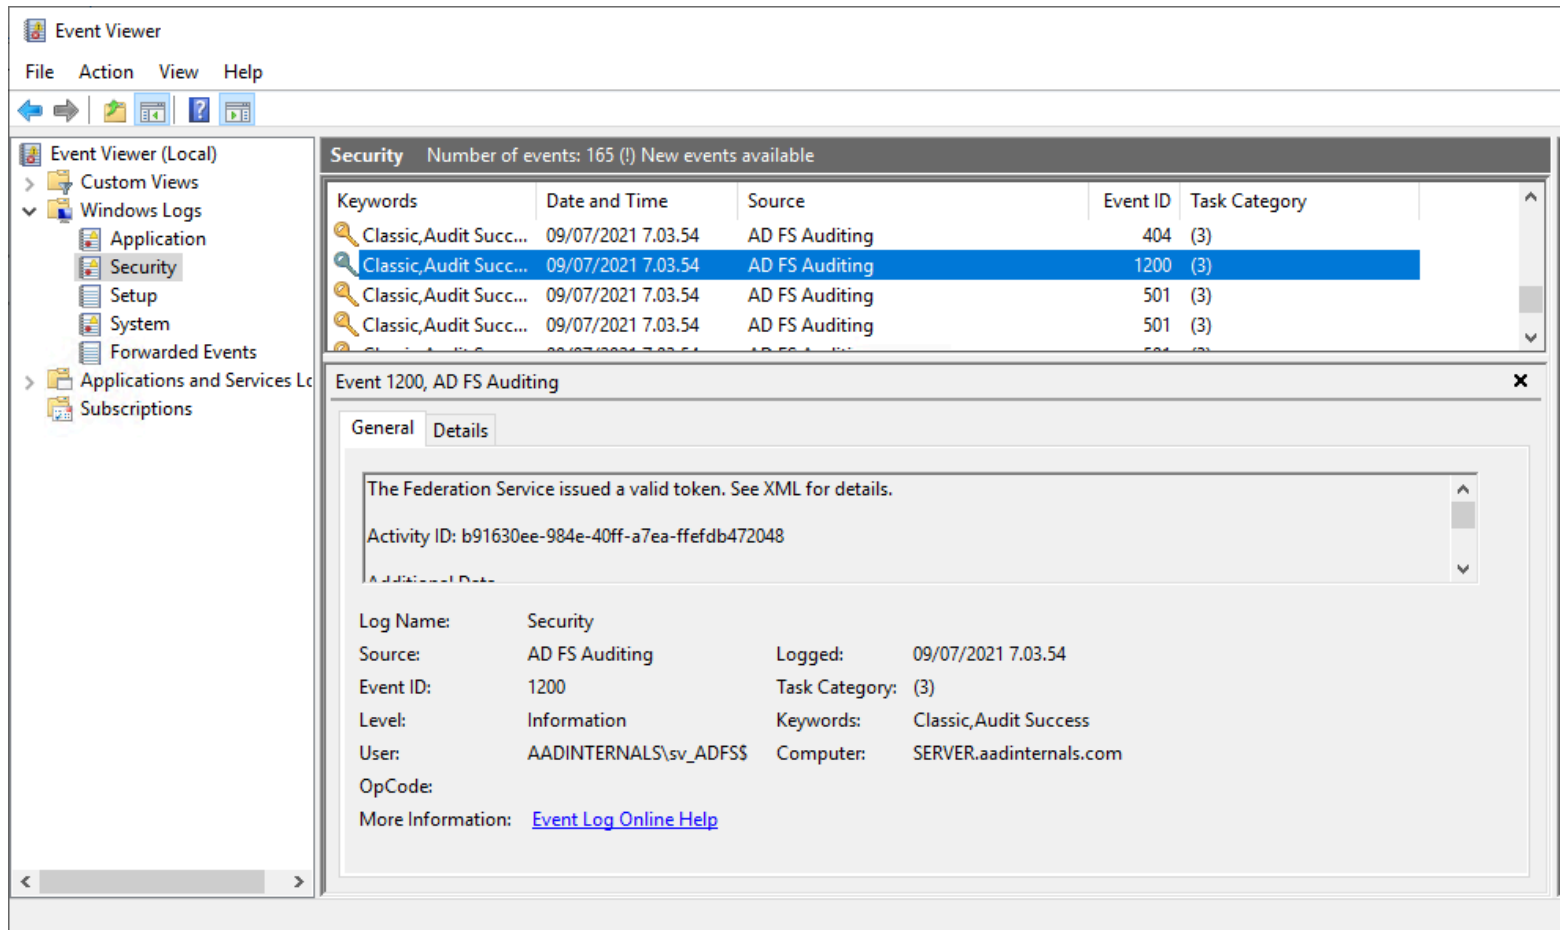 Event Viewer
File Action View Help
Event Viewer (Local)
Custom Views
Windows Logs
Application
Security
Setup
System
Forwarded Events
Applications and Services Lc
Subscriptions
Security Number of events: 165 (!) New events available
Keywords Date and Time Source Event ID Task Category
Classic,Audit Succ... 09/07/2021 7.03.54 AD FS Auditing 404 (3)
Classic,Audit Succ... 09/07/2021 7.03.54 AD FS Auditing 1200 (3)
Classic,Audit Succ... 09/07/2021 7.03.54 AD FS Auditing 501 (3)
Classic,Audit Succ... 09/07/2021 7.03.54 AD FS Auditing 501 (3)
Event 1200, AD FS Auditing
General Details
The Federation Service issued a valid token. See XML for details.
Activity ID: b91630ee-984e-40ff-a7ea-ffefdb472048
Additional Data
Log Name: Security
Source: AD FS Auditing Logged: 09/07/2021 7.03.54
Event ID: 1200 Task Category: (3)
Level: Information Keywords: Classic,Audit Success
User: AADINTERNALS\sv_ADFS$ Computer: SERVER.aadinternals.com
OpCode:
More Information: Event Log Online Help